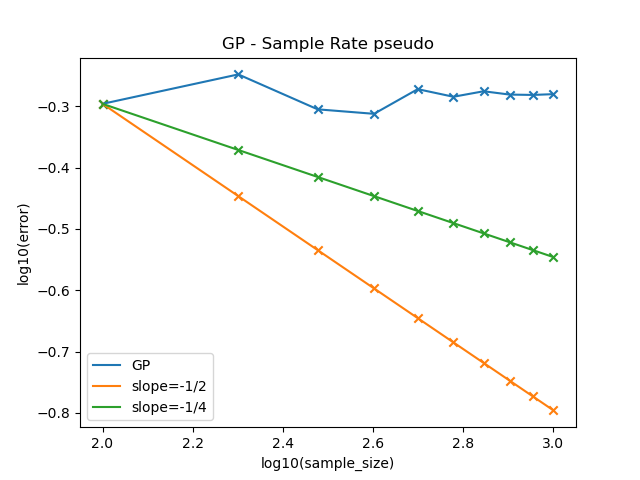 GP - Sample Rate pseudo
log10(error)
−0.3
−0.4
−0.5
−0.6
−0.7
−0.8
GP
slope=-1/2
slope=-1/4
2.0 2.2 2.4 2.6 2.8 3.0
log10(sample_size)